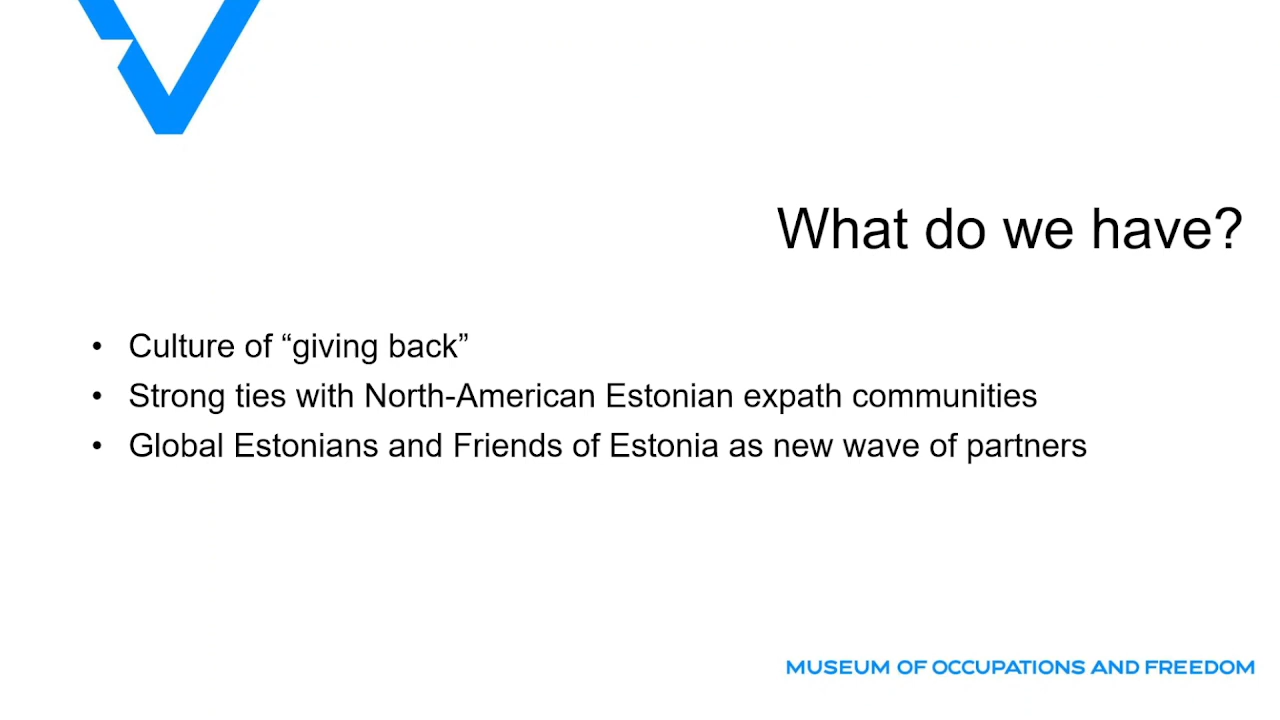 What do we have?
• Culture of “giving back”
• Strong ties with North-American Estonian expath communities
• Global Estonians and Friends of Estonia as new wave of partners
MUSEUM OF OCCUPATIONS AND FREEDOM